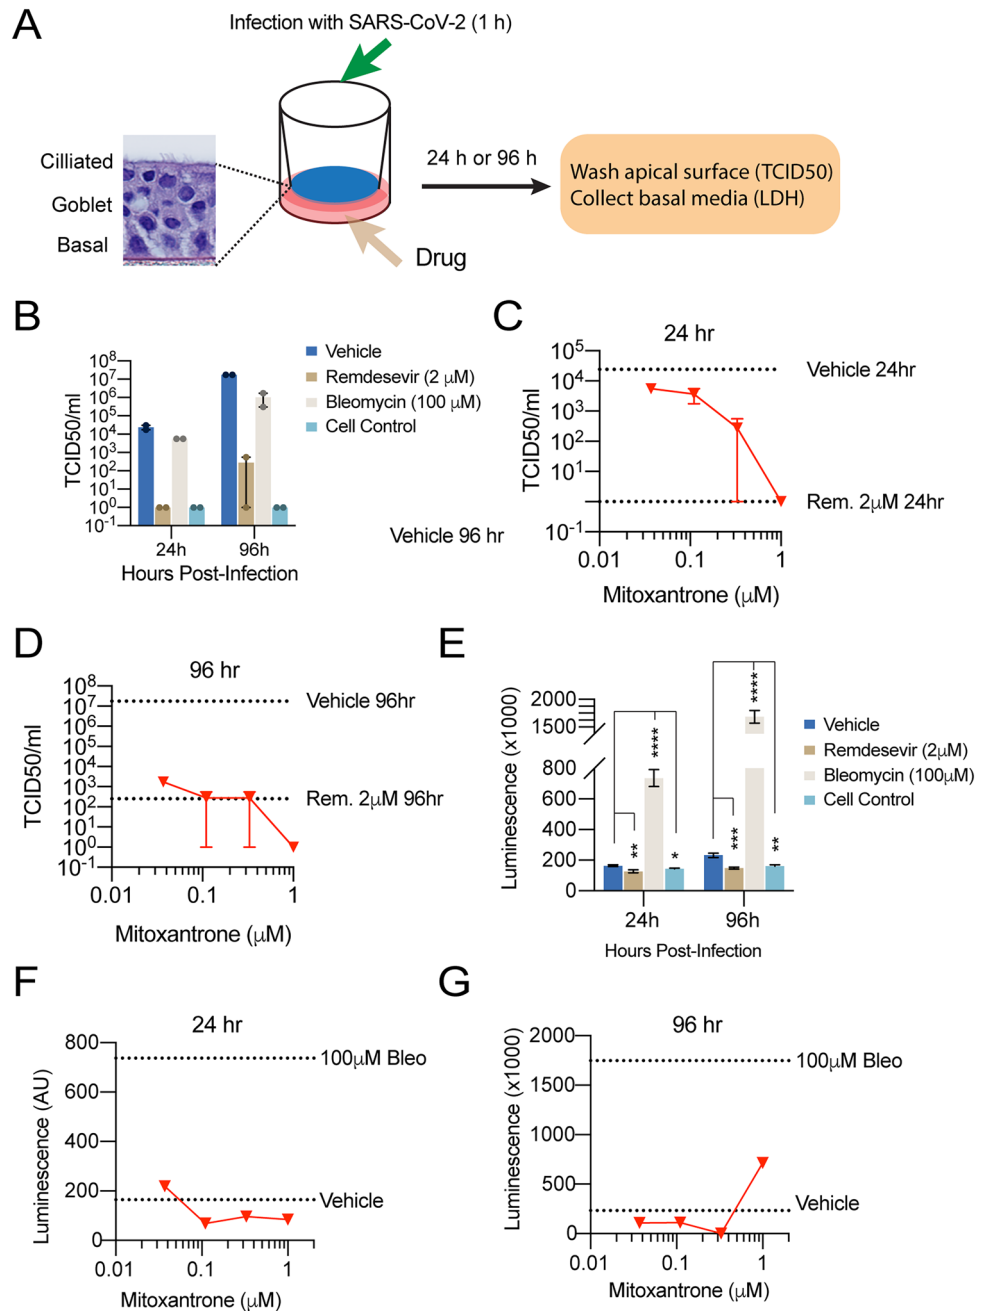 A
Infection with SARS-CoV-2 (1 h)
Cilliated
Goblet
Basal
24 h or 96 h
Wash apical surface (TCID50)
Collect basal media (LDH)
Drug
B
TCID50/ml
10⁸
10⁷
10⁶
10⁵
10⁴
10³
10²
10¹
10⁰
10⁻¹
24h
96h
Hours Post-Infection
Vehicle
Remdesevir (2 μM)
Bleomycin (100 μM)
Cell Control
Vehicle 96 hr
C
24 hr
TCID50/ml
10⁵
10⁴
10³
10²
10¹
10⁻¹
Vehicle 24hr
Rem. 2μM 24hr
0.01
0.1
1
Mitoxantrone (μM)
D
96 hr
TCID50/ml
10⁸
10⁷
10⁶
10⁵
10⁴
10³
10²
10¹
10⁰
10⁻¹
Vehicle 96hr
Rem. 2μM 96hr
0.01
0.1
1
Mitoxantrone (μM)
E
Luminescence (x1000)
2000
1500
800
600
400
200
0
**
****
*
***
****
**
24h
96h
Hours Post-Infection
Vehicle
Remdesevir (2μM)
Bleomycin (100μM)
Cell Control
F
24 hr
Luminescence (AU)
800
600
400
200
0
100μM Bleo
Vehicle
0.01
0.1
1
Mitoxantrone (μM)
G
96 hr
Luminescence (x1000)
2000
1500
1000
500
0
100μM Bleo
Vehicle
0.01
0.1
1
Mitoxantrone (μM)